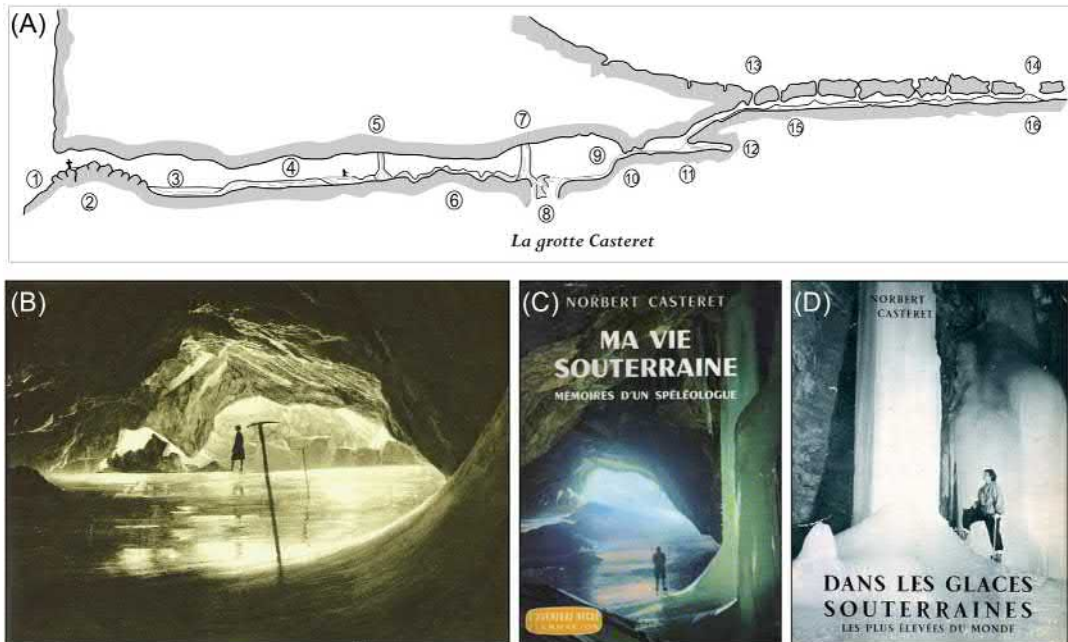 (A)
13
14
5
7
1
3
4
9
15
16
12
10
11
2
6
8
La grotte Casteret
(B)
(C)
NORBERT CASTERET
MA VIE
SOUTERRAINE
MÉMOIRES D'UN SPÉLÉOLOGUE
(D)
NORBERT
CASTERET
DANS LES GLACES
SOUTERRAINES
LES PLUS ÉLEVÉES DU MONDE